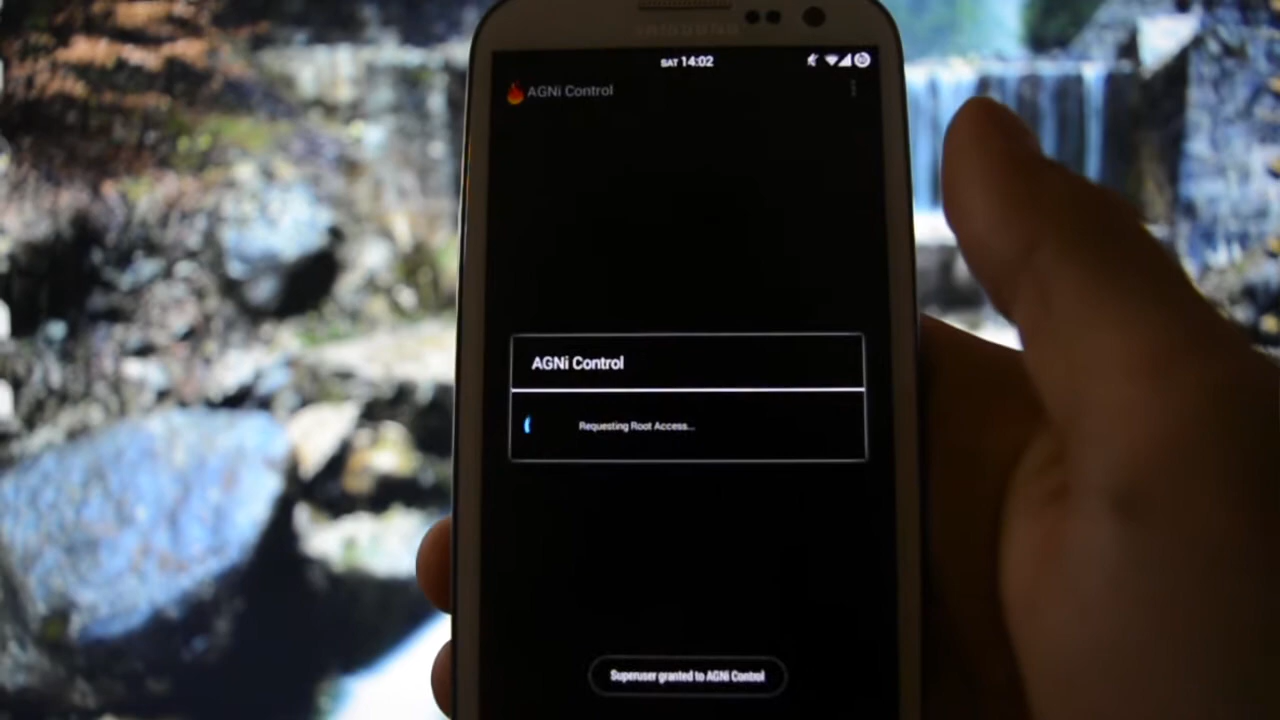 SAMSUNG
SAT 14:02
AGNi Control
AGNi Control
Requesting Root Access...
Superuser granted to AGNi Control